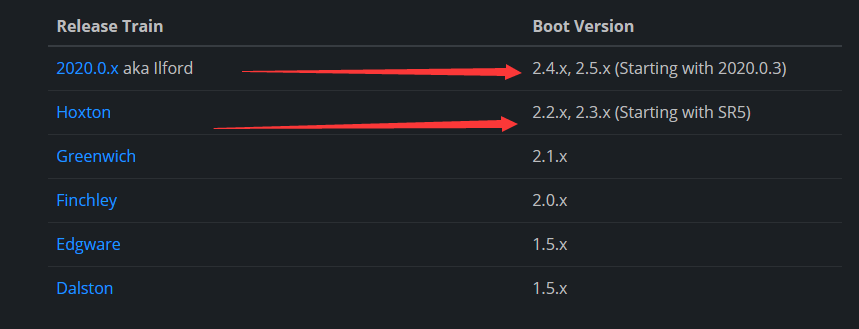 Release Train Boot Version
2020.0.x aka Ilford 2.4.x, 2.5.x (Starting with 2020.0.3)
Hoxton 2.2.x, 2.3.x (Starting with SR5)
Greenwich 2.1.x
Finchley 2.0.x
Edgware 1.5.x
Dalston 1.5.x